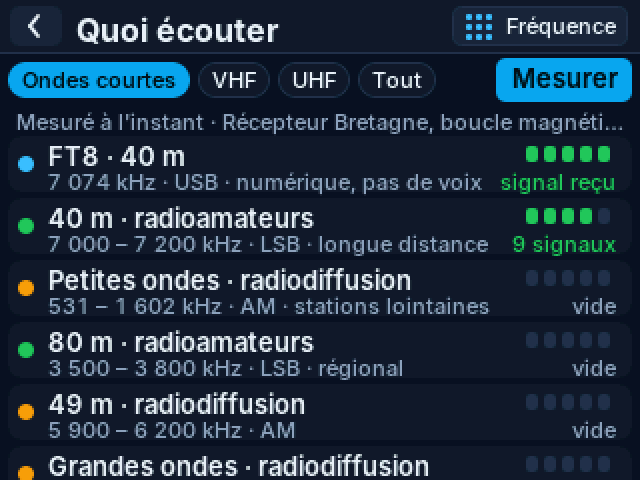 Quoi écouter
Fréquence
Ondes courtes
VHF
UHF
Tout
Mesurer
Mesuré à l'instant · Récepteur Bretagne, boucle magnéti…
FT8 · 40 m
7 074 kHz · USB · numérique, pas de voix
signal reçu
40 m · radioamateurs
7 000 – 7 200 kHz · LSB · longue distance
9 signaux
Petites ondes · radiodiffusion
531 – 1 602 kHz · AM · stations lointaines
vide
80 m · radioamateurs
3 500 – 3 800 kHz · LSB · régional
vide
49 m · radiodiffusion
5 900 – 6 200 kHz · AM
vide
Grandes ondes · radiodiffusion